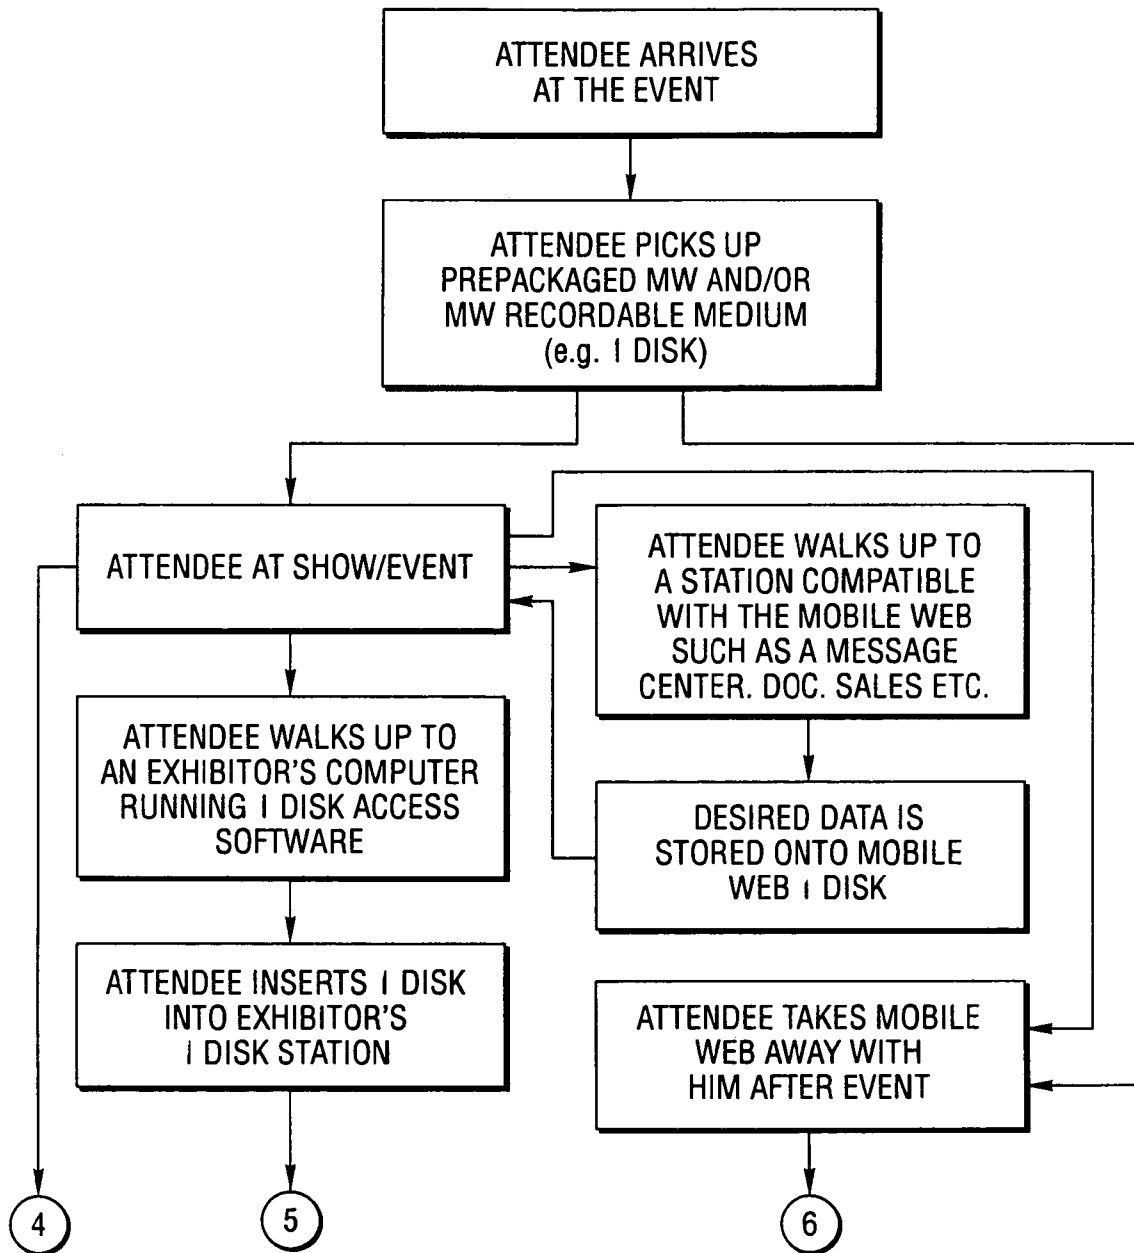 ATTENDEE ARRIVES
AT THE EVENT
ATTENDEE PICKS UP
PREPACKAGED MW AND/OR
MW RECORDABLE MEDIUM
(e.g. I DISK)
ATTENDEE AT SHOW/EVENT
ATTENDEE WALKS UP TO
A STATION COMPATIBLE
WITH THE MOBILE WEB
SUCH AS A MESSAGE
CENTER. DOC. SALES ETC.
ATTENDEE WALKS UP TO
AN EXHIBITOR'S COMPUTER
RUNNING I DISK ACCESS
SOFTWARE
DESIRED DATA IS
STORED ONTO MOBILE
WEB I DISK
ATTENDEE INSERTS I DISK
INTO EXHIBITOR'S
I DISK STATION
ATTENDEE TAKES MOBILE
WEB AWAY WITH
HIM AFTER EVENT
4
5
6